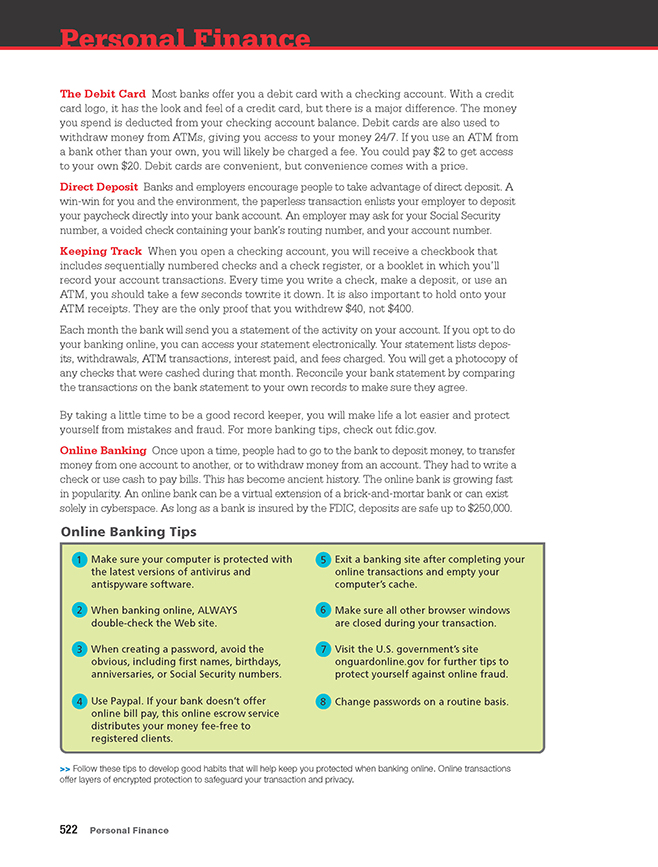 Personal Finance
The Debit Card Most banks offer you a debit card with a checking account. With a credit
card logo, it has the look and feel of a credit card, but there is a major difference. The money
you spend is deducted from your checking account balance. Debit cards are also used to
withdraw money from ATMs, giving you access to your money 24/7. If you use an ATM from
a bank other than your own, you will likely be charged a fee. You could pay $2 to get access
to your own $20. Debit cards are convenient, but convenience comes with a price.
Direct Deposit Banks and employers encourage people to take advantage of direct deposit. A
win-win for you and the environment, the paperless transaction enlists your employer to deposit
your paycheck directly into your bank account. An employer may ask for your Social Security
number, a voided check containing your bank's routing number, and your account number.
Keeping Track When you open a checking account, you will receive a checkbook that
includes sequentially numbered checks and a check register, or a booklet in which you'll
record your account transactions. Every time you write a check, make a deposit, or use an
ATM, you should take a few seconds towrite it down. It is also important to hold onto your
ATM receipts. They are the only proof that you withdrew $40, not $400.
Each month the bank will send you a statement of the activity on your account. If you opt to do
your banking online, you can access your statement electronically. Your statement lists depos-
its, withdrawals, ATM transactions, interest paid, and fees charged. You will get a photocopy of
any checks that were cashed during that month. Reconcile your bank statement by comparing
the transactions on the bank statement to your own records to make sure they agree.
By taking a little time to be a good record keeper, you will make life a lot easier and protect
yourself from mistakes and fraud. For more banking tips, check out fdic.gov.
Online Banking Once upon a time, people had to go to the bank to deposit money, to transfer
money from one account to another, or to withdraw money from an account. They had to write a
check or use cash to pay bills. This has become ancient history. The online bank is growing fast
in popularity. An online bank can be a virtual extension of a brick-and-mortar bank or can exist
solely in cyberspace. As long as a bank is insured by the FDIC, deposits are safe up to $250,000.
Online Banking Tips
1 Make sure your computer is protected with
the latest versions of antivirus and
antispyware software.
2 When banking online, ALWAYS
double-check the Web site.
3 When creating a password, avoid the
obvious, including first names, birthdays,
anniversaries, or Social Security numbers.
4 Use Paypal. If your bank doesn't offer
online bill pay, this online escrow service
distributes your money fee-free to
registered clients.
5 Exit a banking site after completing your
online transactions and empty your
computer's cache.
6 Make sure all other browser windows
are closed during your transaction.
7 Visit the U.S. government's site
onguardonline.gov for further tips to
protect yourself against online fraud.
8 Change passwords on a routine basis.
>> Follow these tips to develop good habits that will help keep you protected when banking online. Online transactions
offer layers of encrypted protection to safeguard your transaction and privacy.
522 Personal Finance